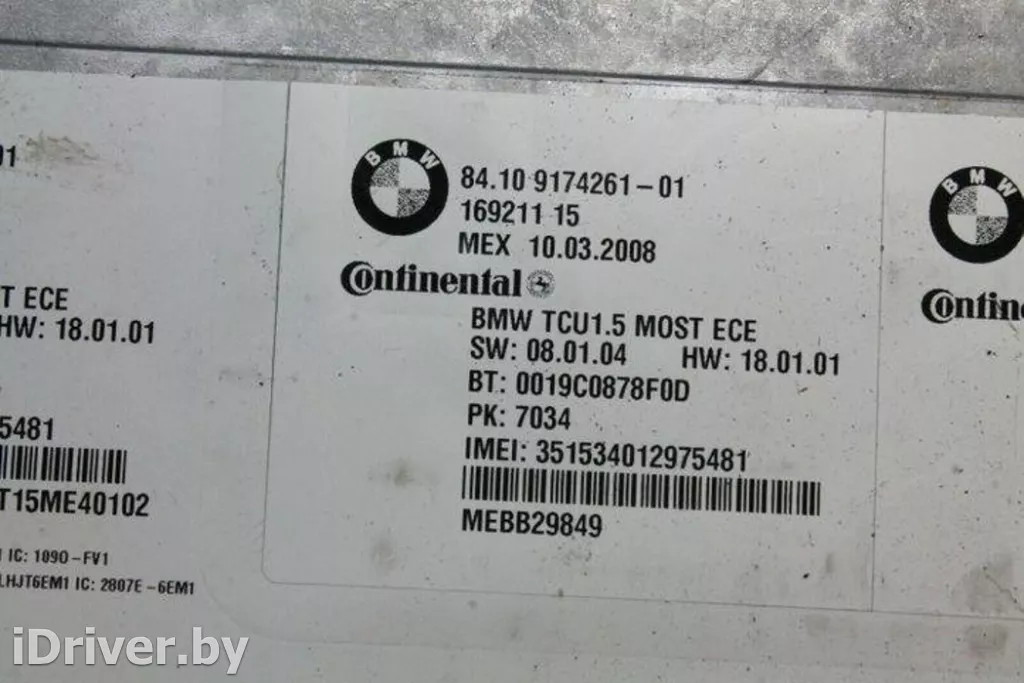 01
T ECE
HW: 18.01.01
5481
T15ME40102
IC: 1090-FV1
LHJT6EM1 IC: 2807E-6EM1
BMW
84.10 9174261-01
169211 15
MEX 10.03.2008
Continental
BMW TCU1.5 MOST ECE
SW: 08.01.04 HW: 18.01.01
BT: 0019C0878F0D
PK: 7034
IMEI: 351534012975481
MEBB29849
BMW
Contine
iDriver.by